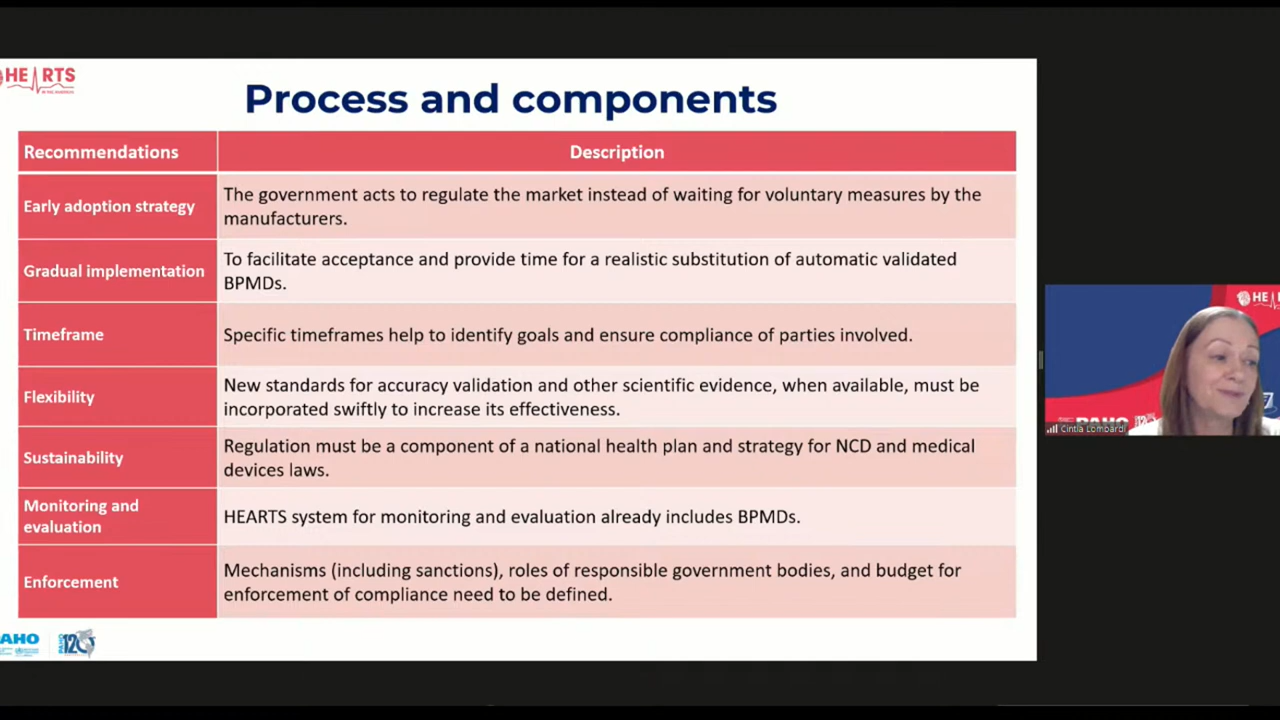 HEARTS
Process and components
Recommendations
Description
Early adoption strategy
The government acts to regulate the market instead of waiting for voluntary measures by the
manufacturers.
Gradual implementation
To facilitate acceptance and provide time for a realistic substitution of automatic validated
BPMDs.
Timeframe
Specific timeframes help to identify goals and ensure compliance of parties involved.
Flexibility
New standards for accuracy validation and other scientific evidence, when available, must be
incorporated swiftly to increase its effectiveness.
Sustainability
Regulation must be a component of a national health plan and strategy for NCD and medical
devices laws.
Monitoring and
evaluation
HEARTS system for monitoring and evaluation already includes BPMDs.
Enforcement
Mechanisms (including sanctions), roles of responsible government bodies, and budget for
enforcement of compliance need to be defined.
AHO
PAHO 120
HE
PAHO 12
Cintia Lombardi